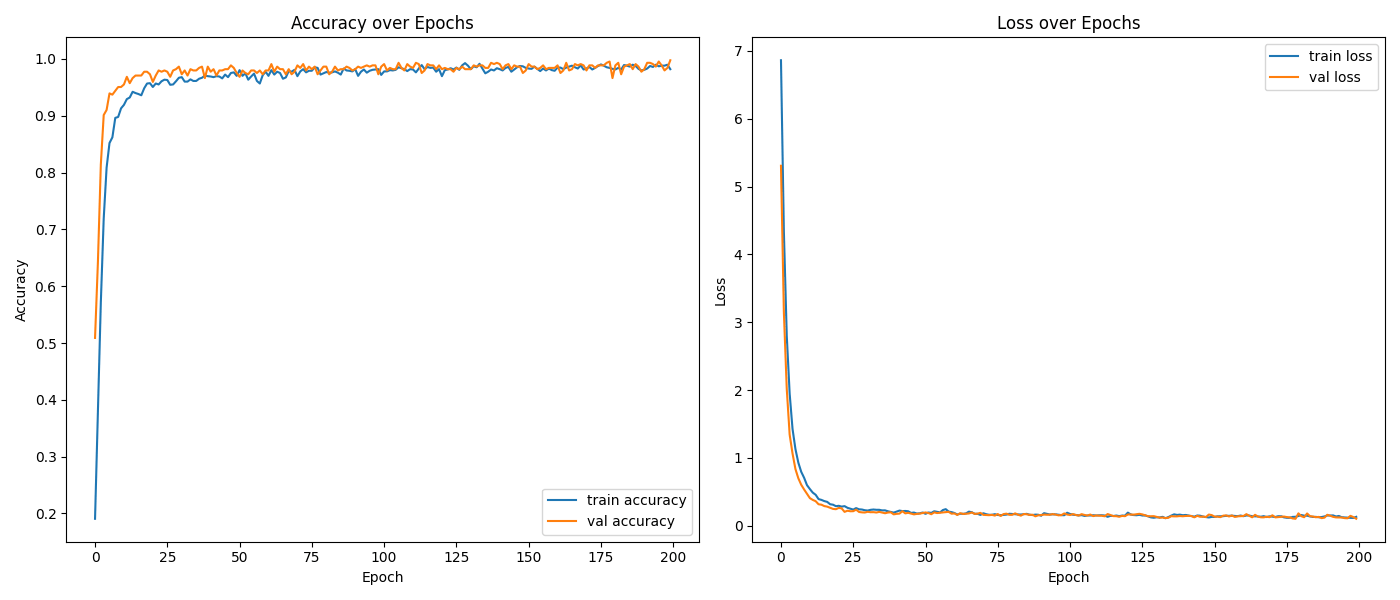 Accuracy over Epochs
Accuracy
1.0
0.9
0.8
0.7
0.6
0.5
0.4
0.3
0.2
0 25 50 75 100 125 150 175 200
Epoch
train accuracy
val accuracy
Loss over Epochs
Loss
7
6
5
4
3
2
1
0
0 25 50 75 100 125 150 175 200
Epoch
train loss
val loss